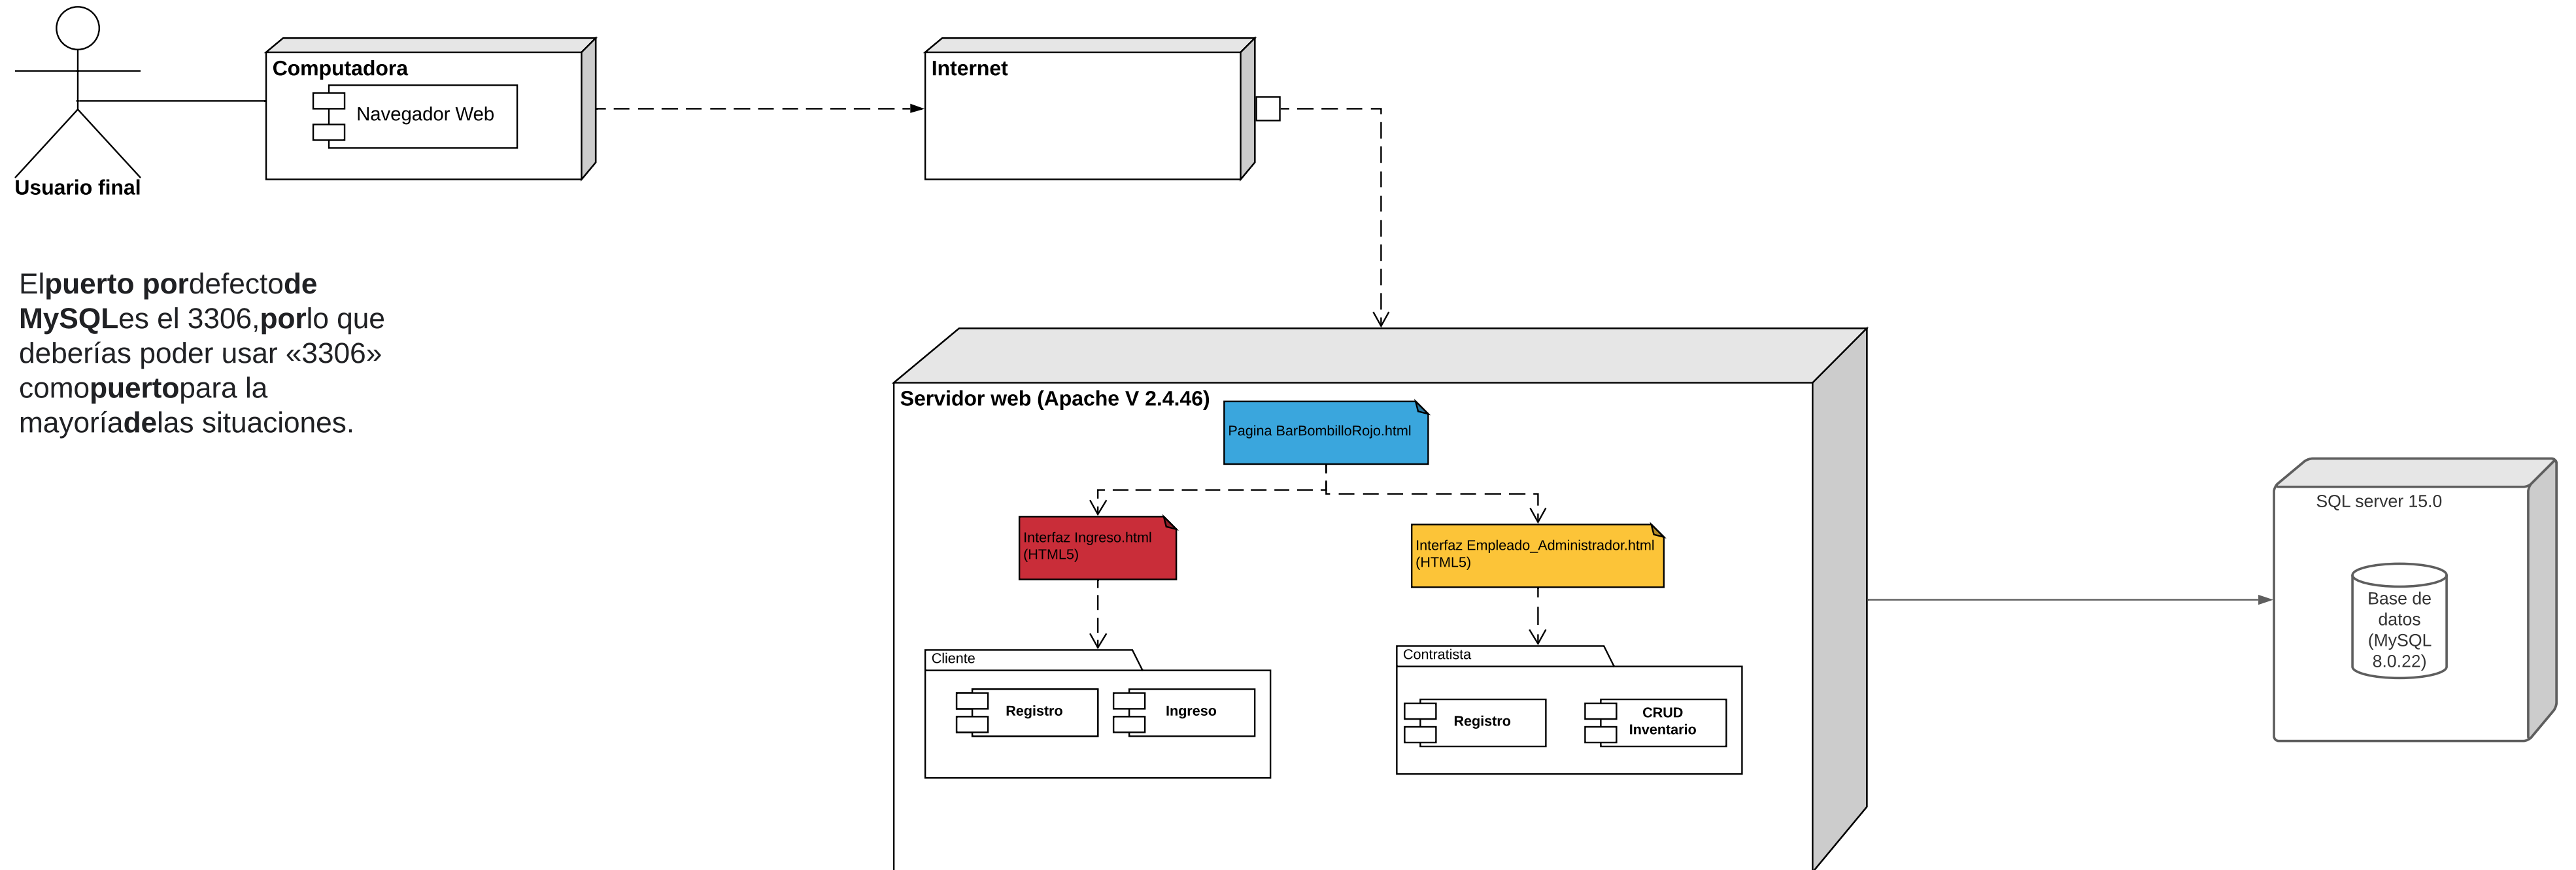 Computadora
Navegador Web
Usuario final
Internet
Elpuerto pordefectode
MySQLes el 3306,porlo que
deberías poder usar «3306»
comopuertopara la
mayoríadelas situaciones.
Servidor web (Apache V 2.4.46)
Pagina BarBombilloRojo.html
Interfaz Ingreso.html
(HTML5)
Interfaz Empleado_Administrador.html
(HTML5)
Cliente
Registro
Ingreso
Contratista
Registro
CRUD
Inventario
SQL server 15.0
Base de
datos
(MySQL
8.0.22)